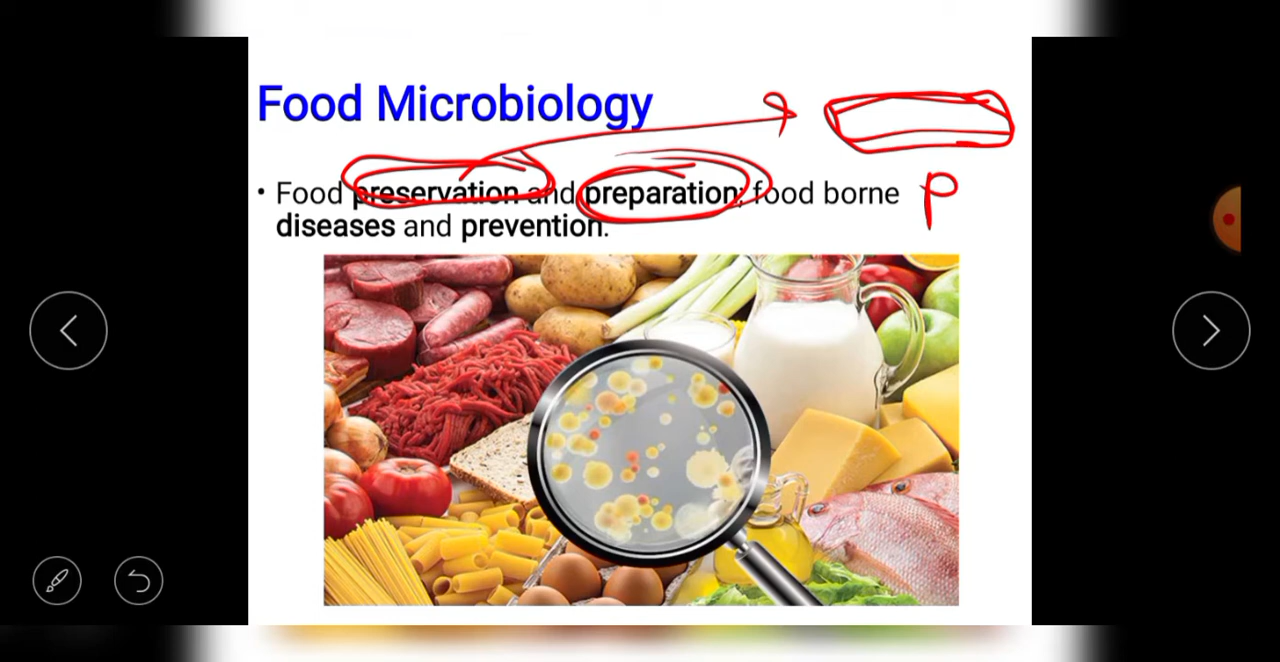 Food Microbiology
• Food preservation and preparation; food borne
diseases and prevention.
P